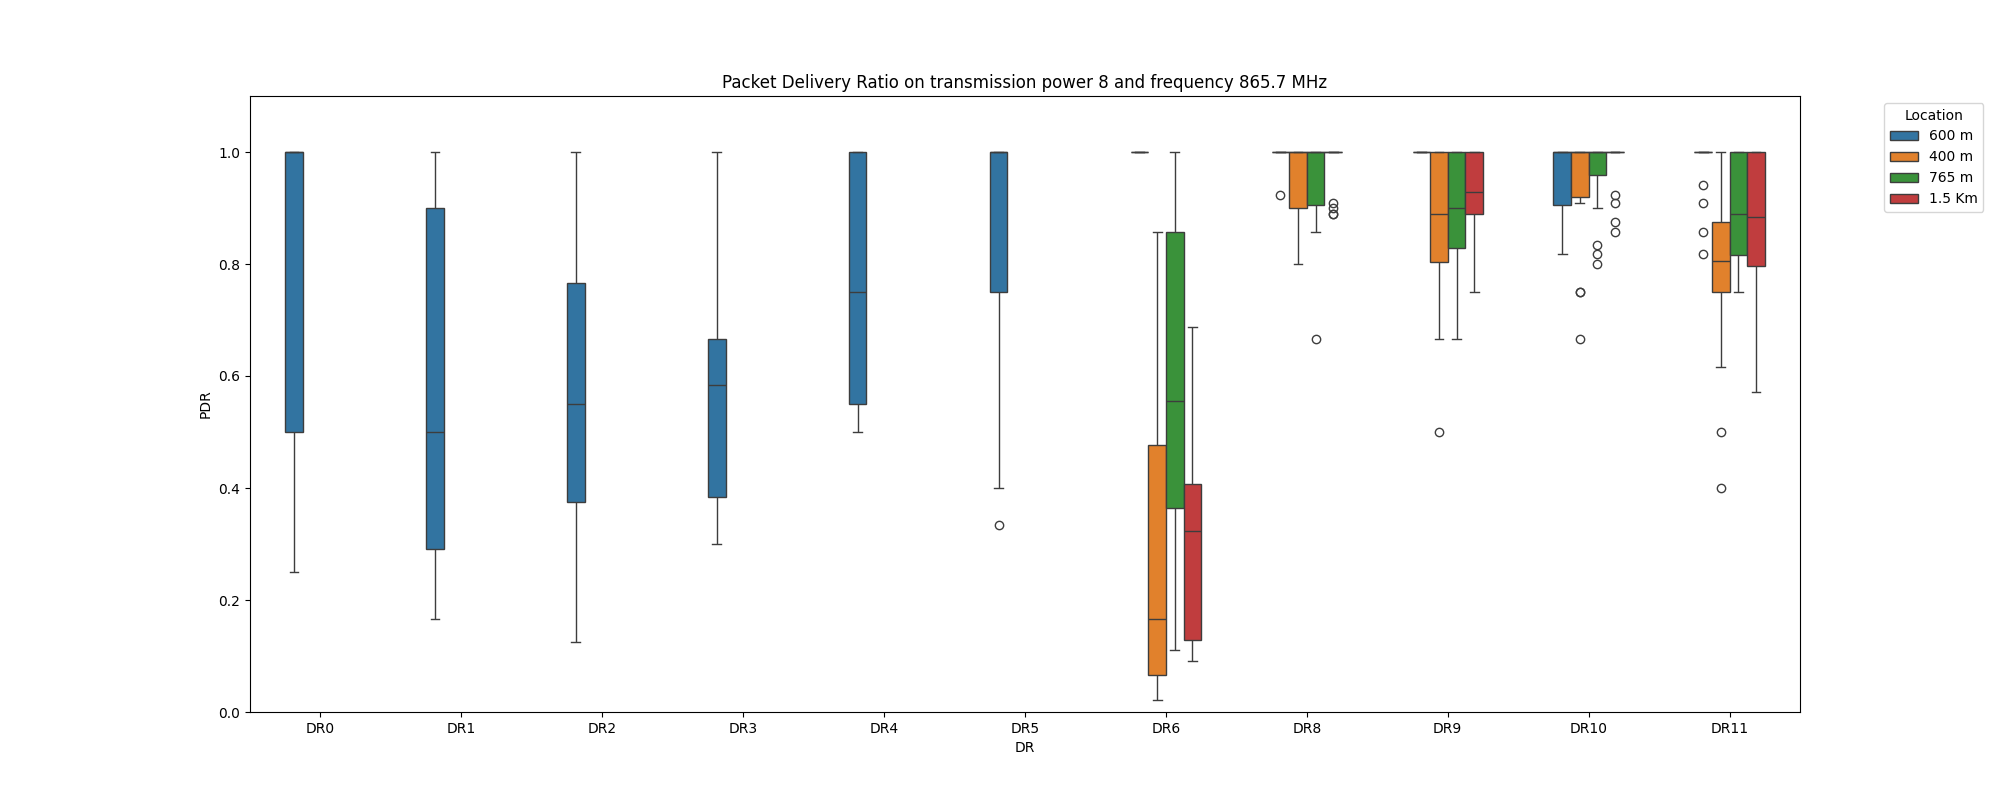 Packet Delivery Ratio on transmission power 8 and frequency 865.7 MHz
Location
600 m
400 m
765 m
1.5 Km
1.0
0.8
0.6
0.4
0.2
0.0
PDR
DR0 DR1 DR2 DR3 DR4 DR5 DR6 DR8 DR9 DR10 DR11
DR